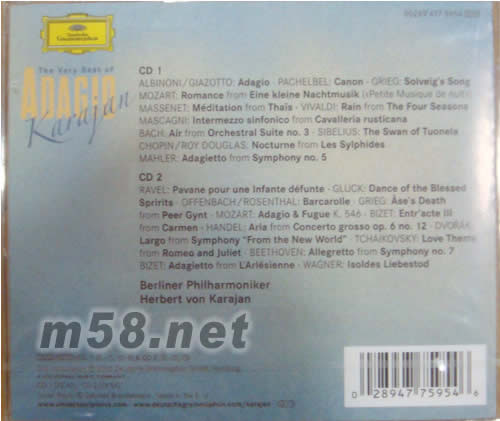 Deutsche
Grammophon
The Very Best of
ADAGIO
Karajan
CD 1
ALBINONI/GIAZOTTO: Adagio · PACHELBEL: Canon · GRIEG: Solveig's Song
MOZART: Romance from Eine kleine Nachtmusik («Petite Musique de nuit»)
MASSENET: Méditation from Thaïs · VIVALDI: Rain from The Four Seasons
MASCAGNI: Intermezzo sinfonico from Cavalleria rusticana
BACH: Air from Orchestral Suite no. 3 · SIBELIUS: The Swan of Tuonela
CHOPIN/ROY DOUGLAS: Nocturne from Les Sylphides
MAHLER: Adagietto from Symphony no. 5
CD 2
RAVEL: Pavane pour une Infante défunte · GLUCK: Dance of the Blessed
Spririts · OFFENBACH/ROSENTHAL: Barcarolle · GRIEG: Åse's Death
from Peer Gynt · MOZART: Adagio & Fugue K. 546 · BIZET: Entr'acte III
from Carmen · HANDEL: Aria from Concerto grosso op. 6 no. 12 · DVOŘÁK:
Largo from Symphony "From the New World" · TCHAIKOVSKY: Love Theme
from Romeo and Juliet · BEETHOVEN: Allegretto from Symphony no. 7
BIZET: Adagietto from L'Arlésienne · WAGNER: Isoldes Liebestod
Berliner Philharmoniker
Herbert von Karajan
m58.net
www.deutschegrammophon.com/karajan
0 28947 75954 6